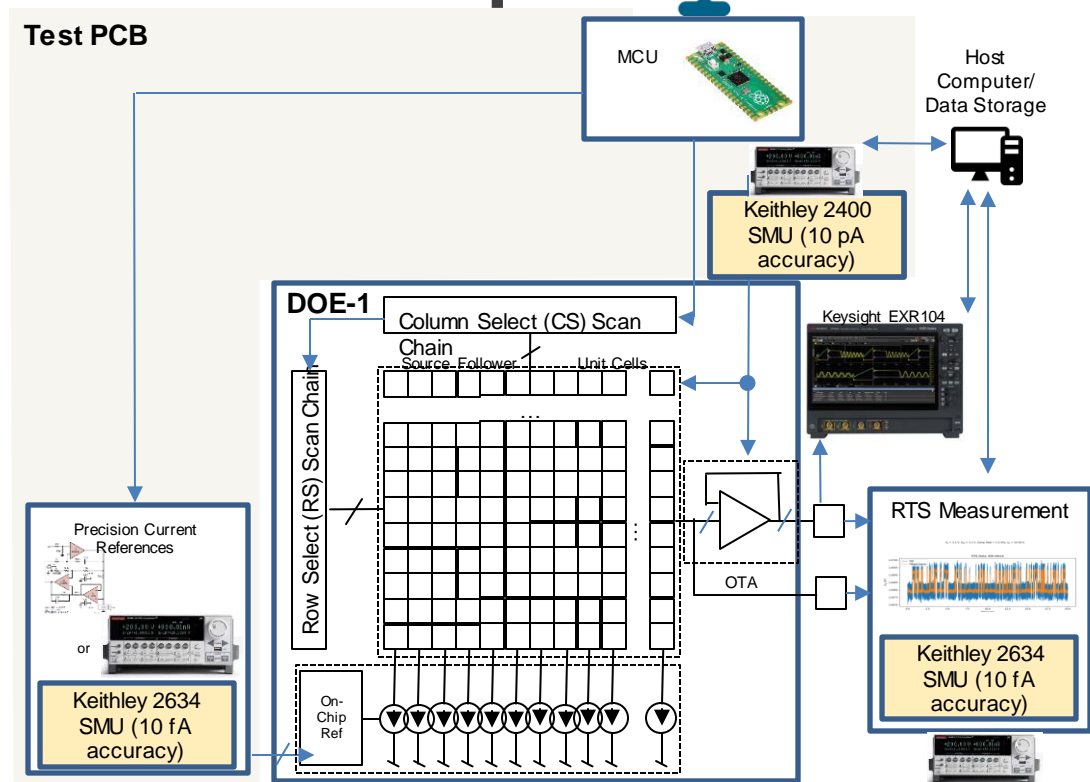 Test PCB
MCU
Host
Computer/
Data Storage
Keithley 2400
SMU (10 pA
accuracy)
DOE-1
Column Select (CS) Scan
Chain
Source Follower
Unit Cells
Keysight EXR104
...
Row Select (RS) Scan Chain
...
RTS Measurement
OTA
Precision Current
References
or
Keithley 2634
SMU (10 fA
accuracy)
On-
Chip
Ref
Keithley 2634
SMU (10 fA
accuracy)